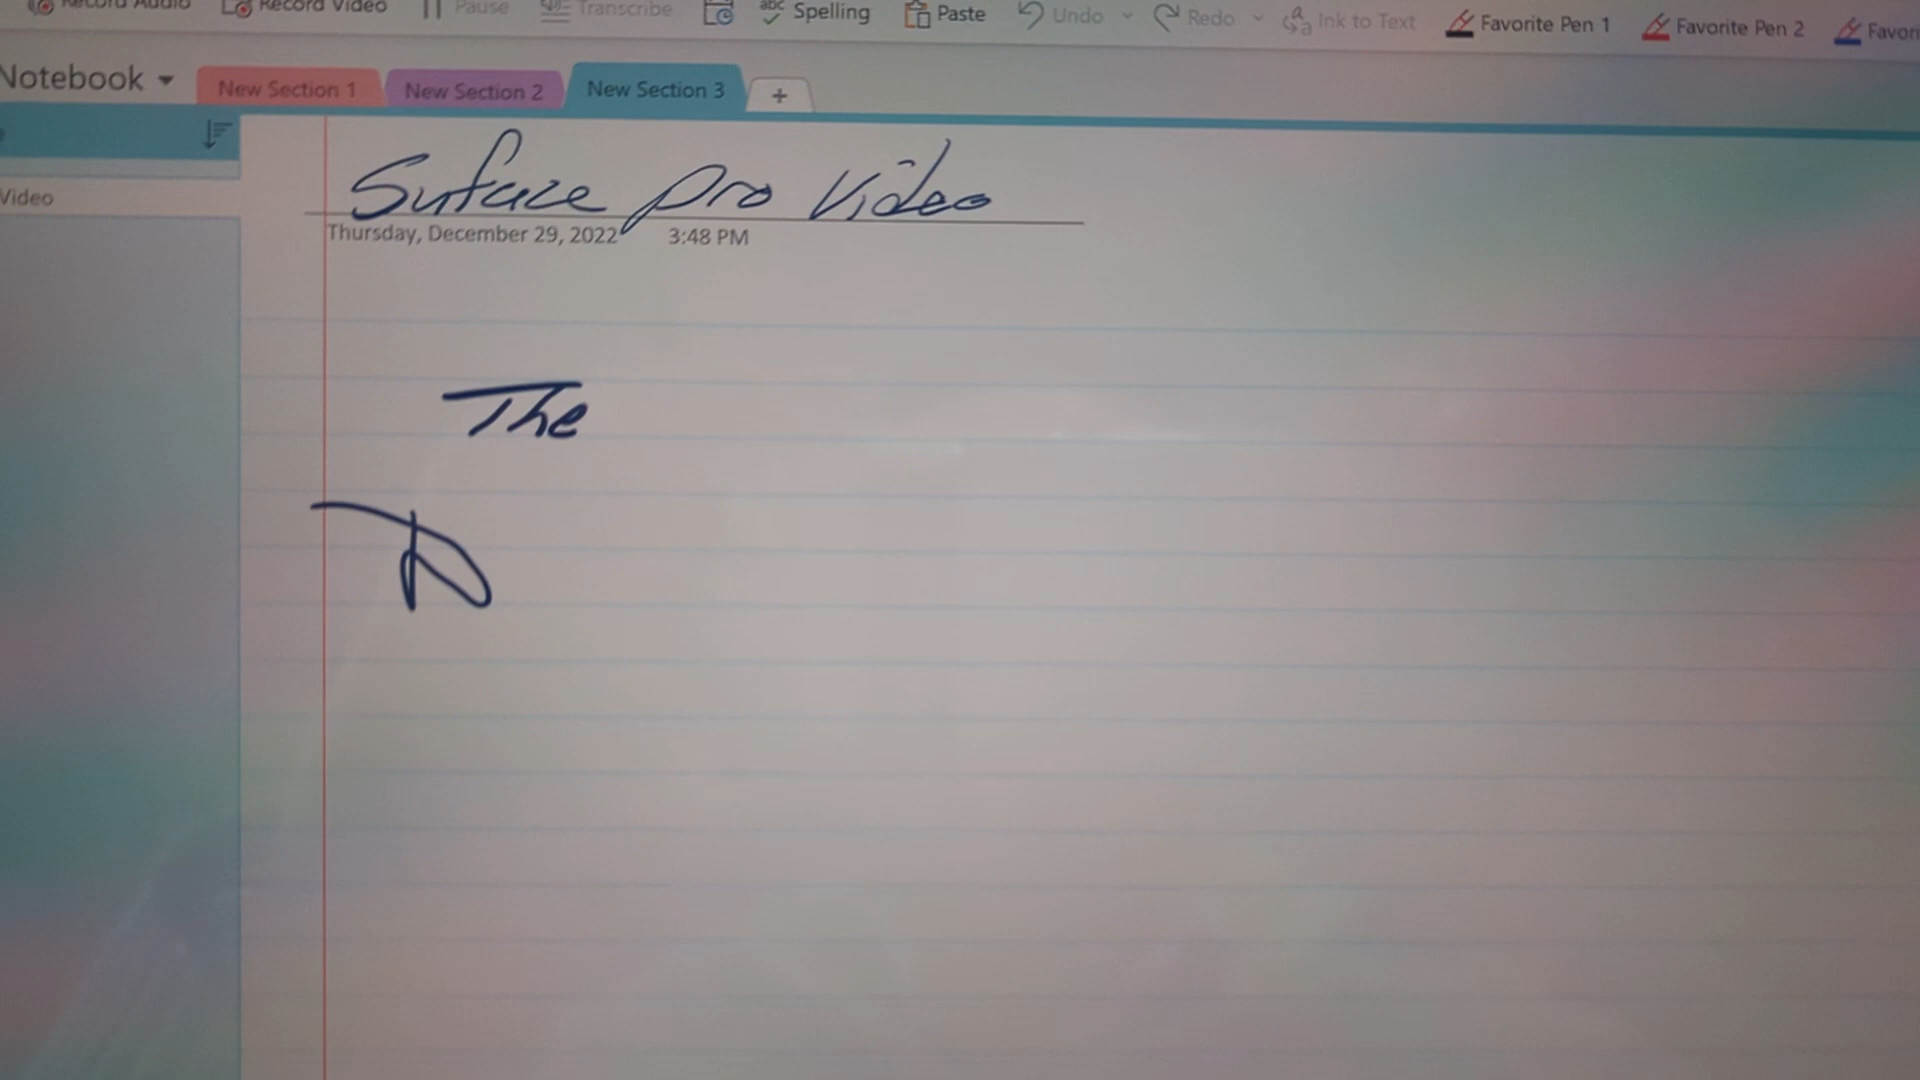 Record Audio Record Video Pause Transcribe Spelling Paste Undo Redo Ink to Text Favorite Pen 1 Favorite Pen 2 Favori
Notebook New Section 1 New Section 2 New Section 3 +
Surface pro Video
Video
Thursday, December 29, 2022 3:48 PM
The